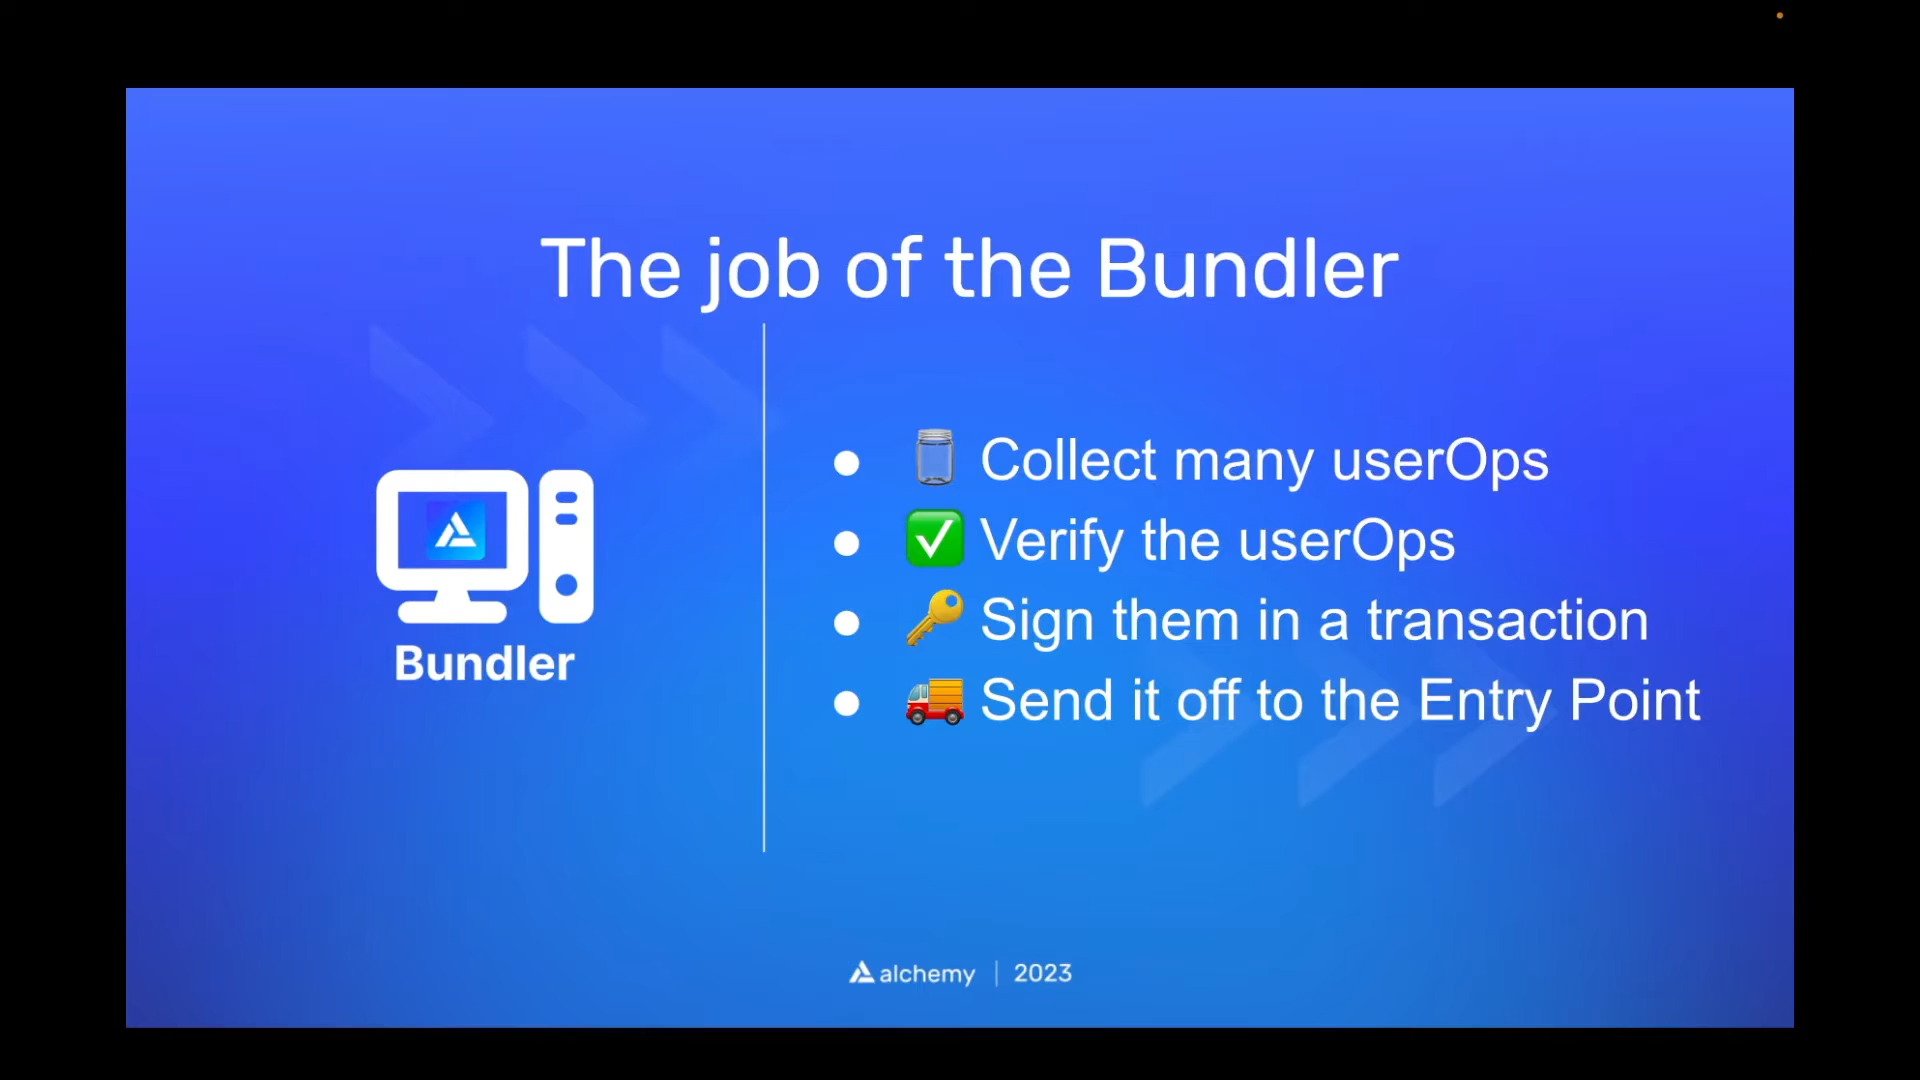 The job of the Bundler
Bundler
● Collect many userOps
● ✅ Verify the userOps
● 🔑 Sign them in a transaction
● 🚚 Send it off to the Entry Point
alchemy | 2023